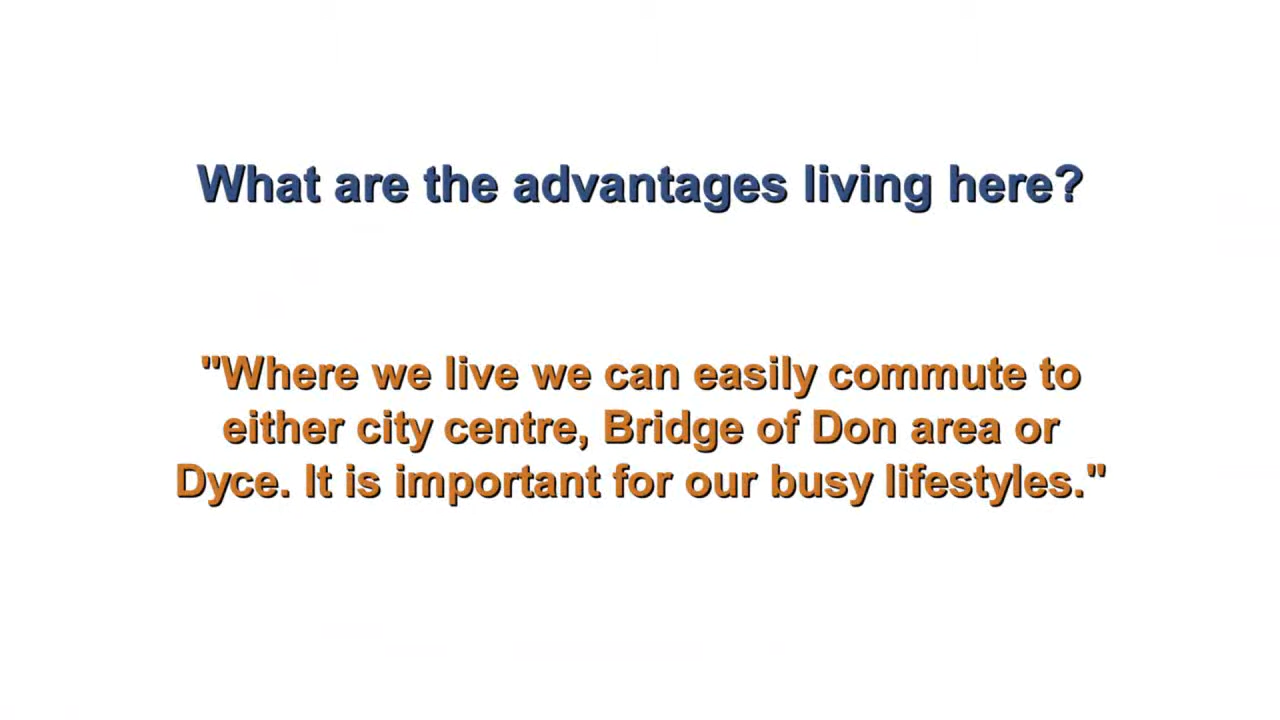 What are the advantages living here?
"Where we live we can easily commute to
either city centre, Bridge of Don area or
Dyce. It is important for our busy lifestyles."